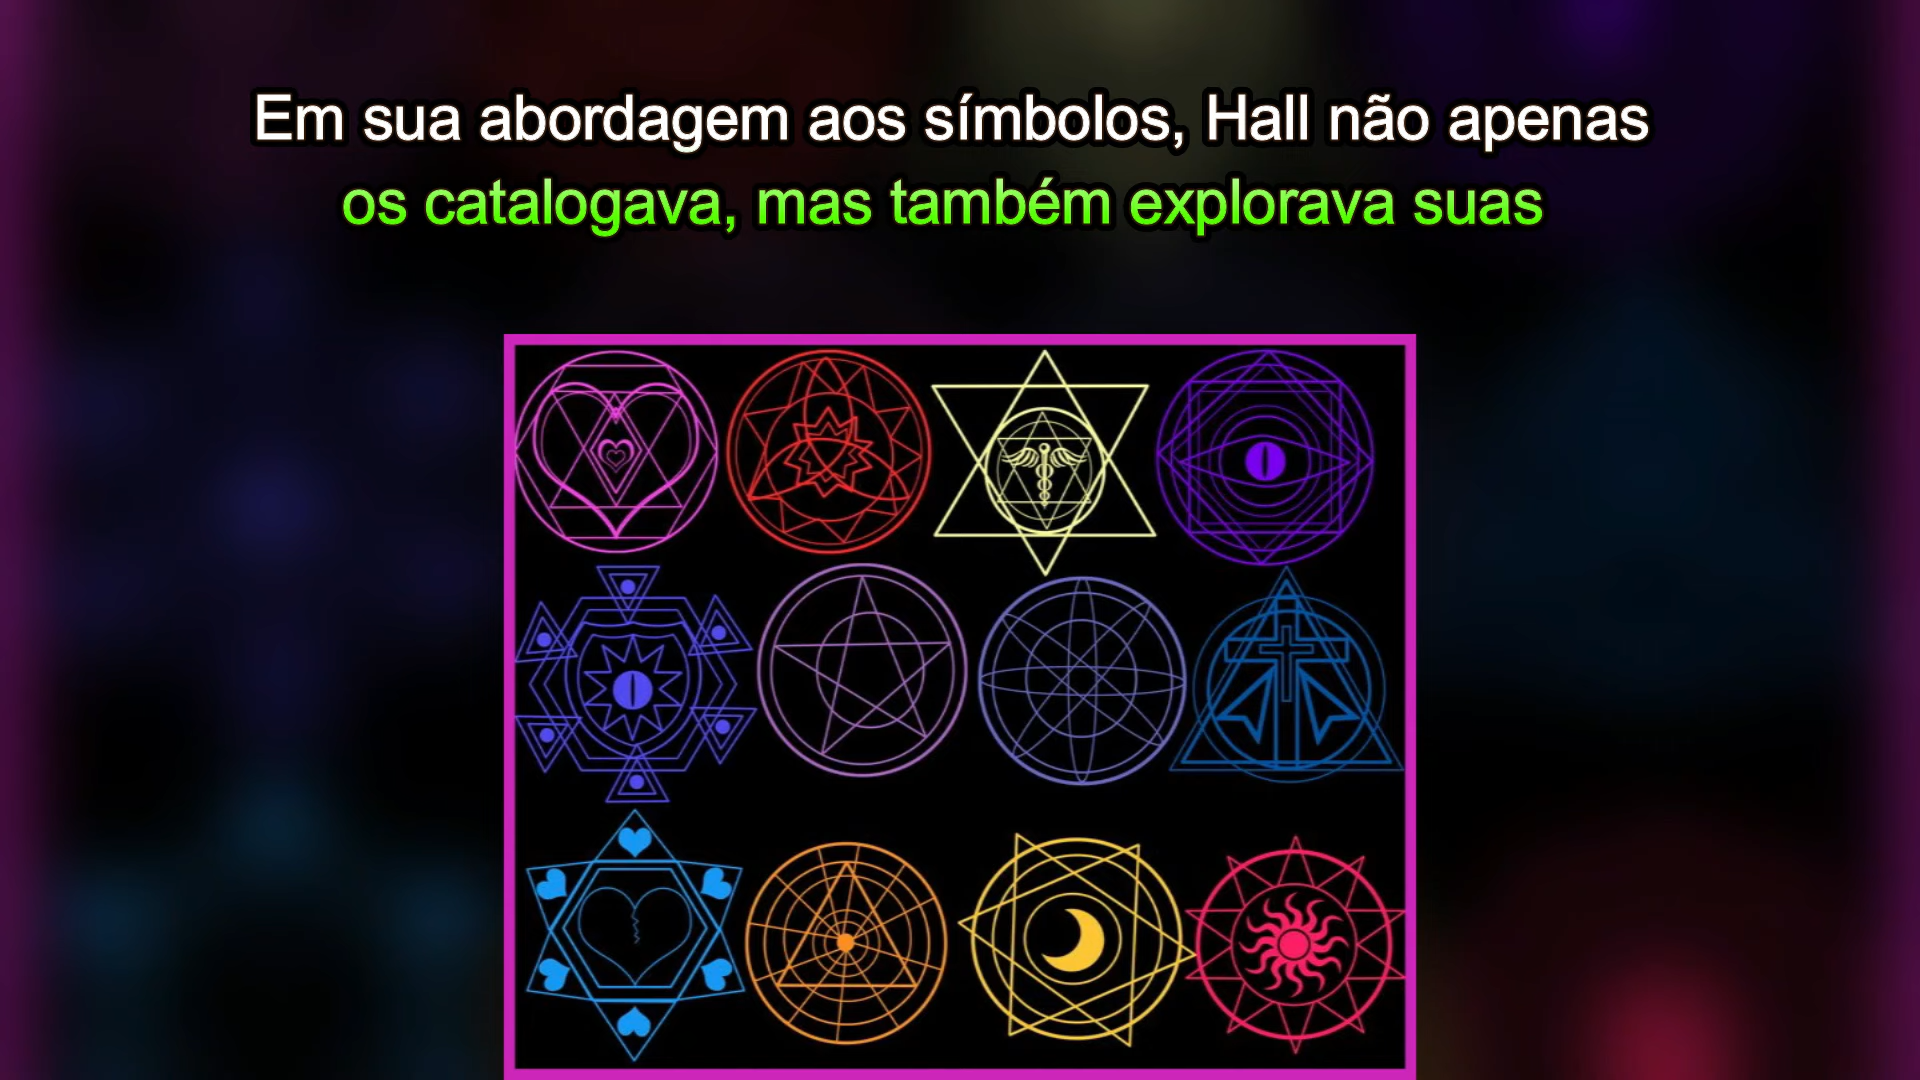 Em sua abordagem aos símbolos, Hall não apenas
os catalogava, mas também explorava suas